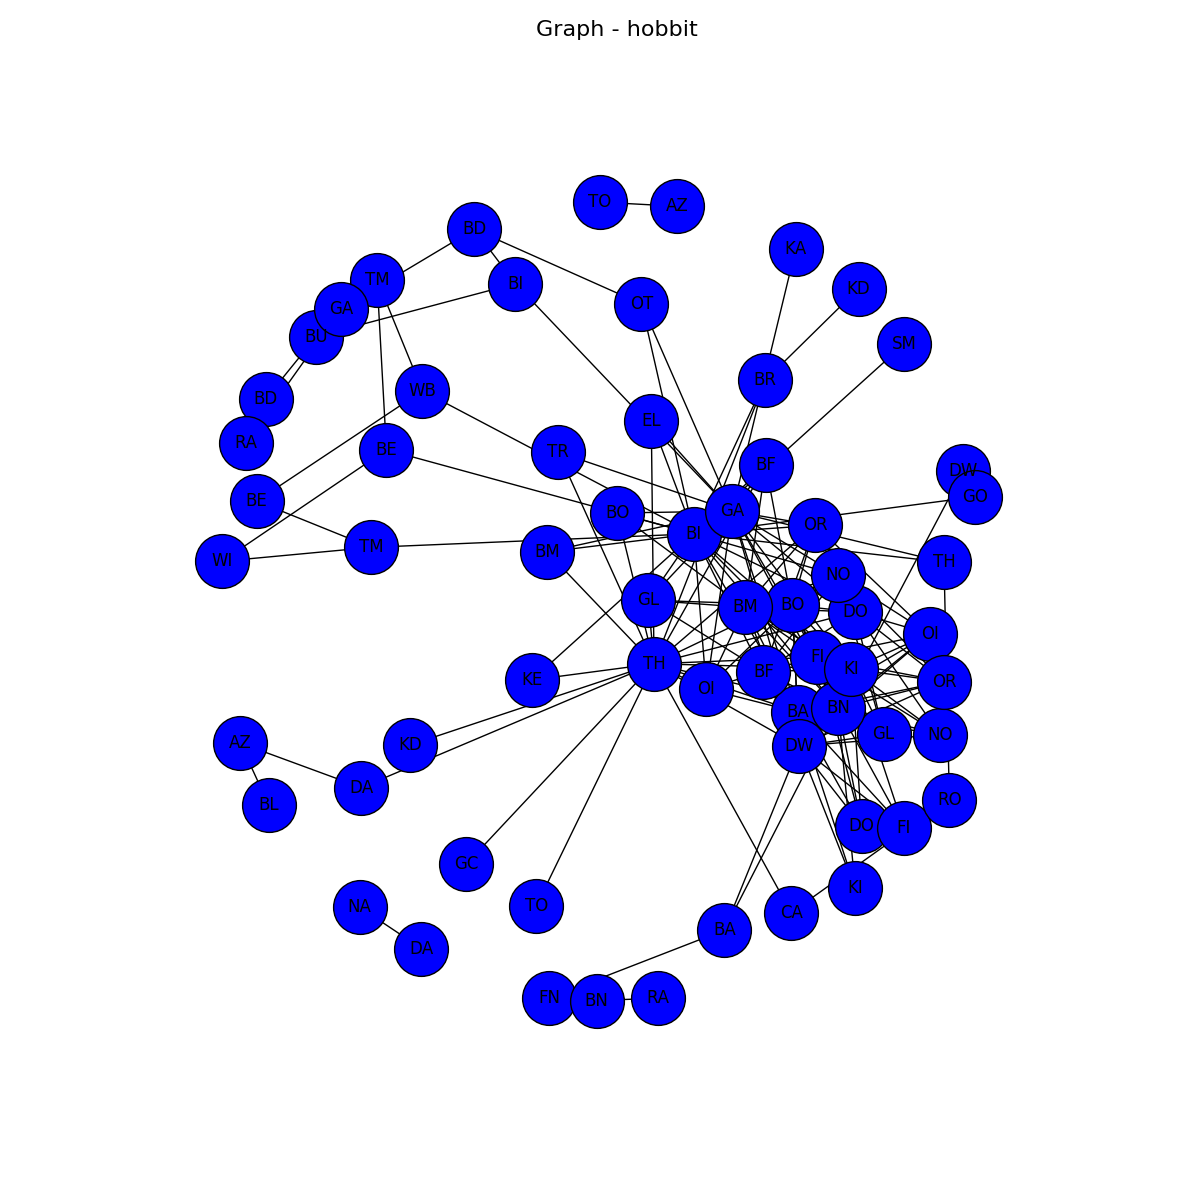 Graph - hobbit
TO
AZ
BD
KA
TM
BI
KD
OT
GA
BU
SM
BR
WB
BD
EL
RA
BE
TR
BF
DW
GO
BE
BO
GA
OR
BI
TM
BM
WI
TH
NO
GL
BM
BO
DO
OI
FI
TH
KI
BF
KE
OI
OR
BA
BN
AZ
KD
DW
GL
NO
DA
BL
RO
DO
FI
GC
KI
NA
TO
CA
BA
DA
FN
BN
RA